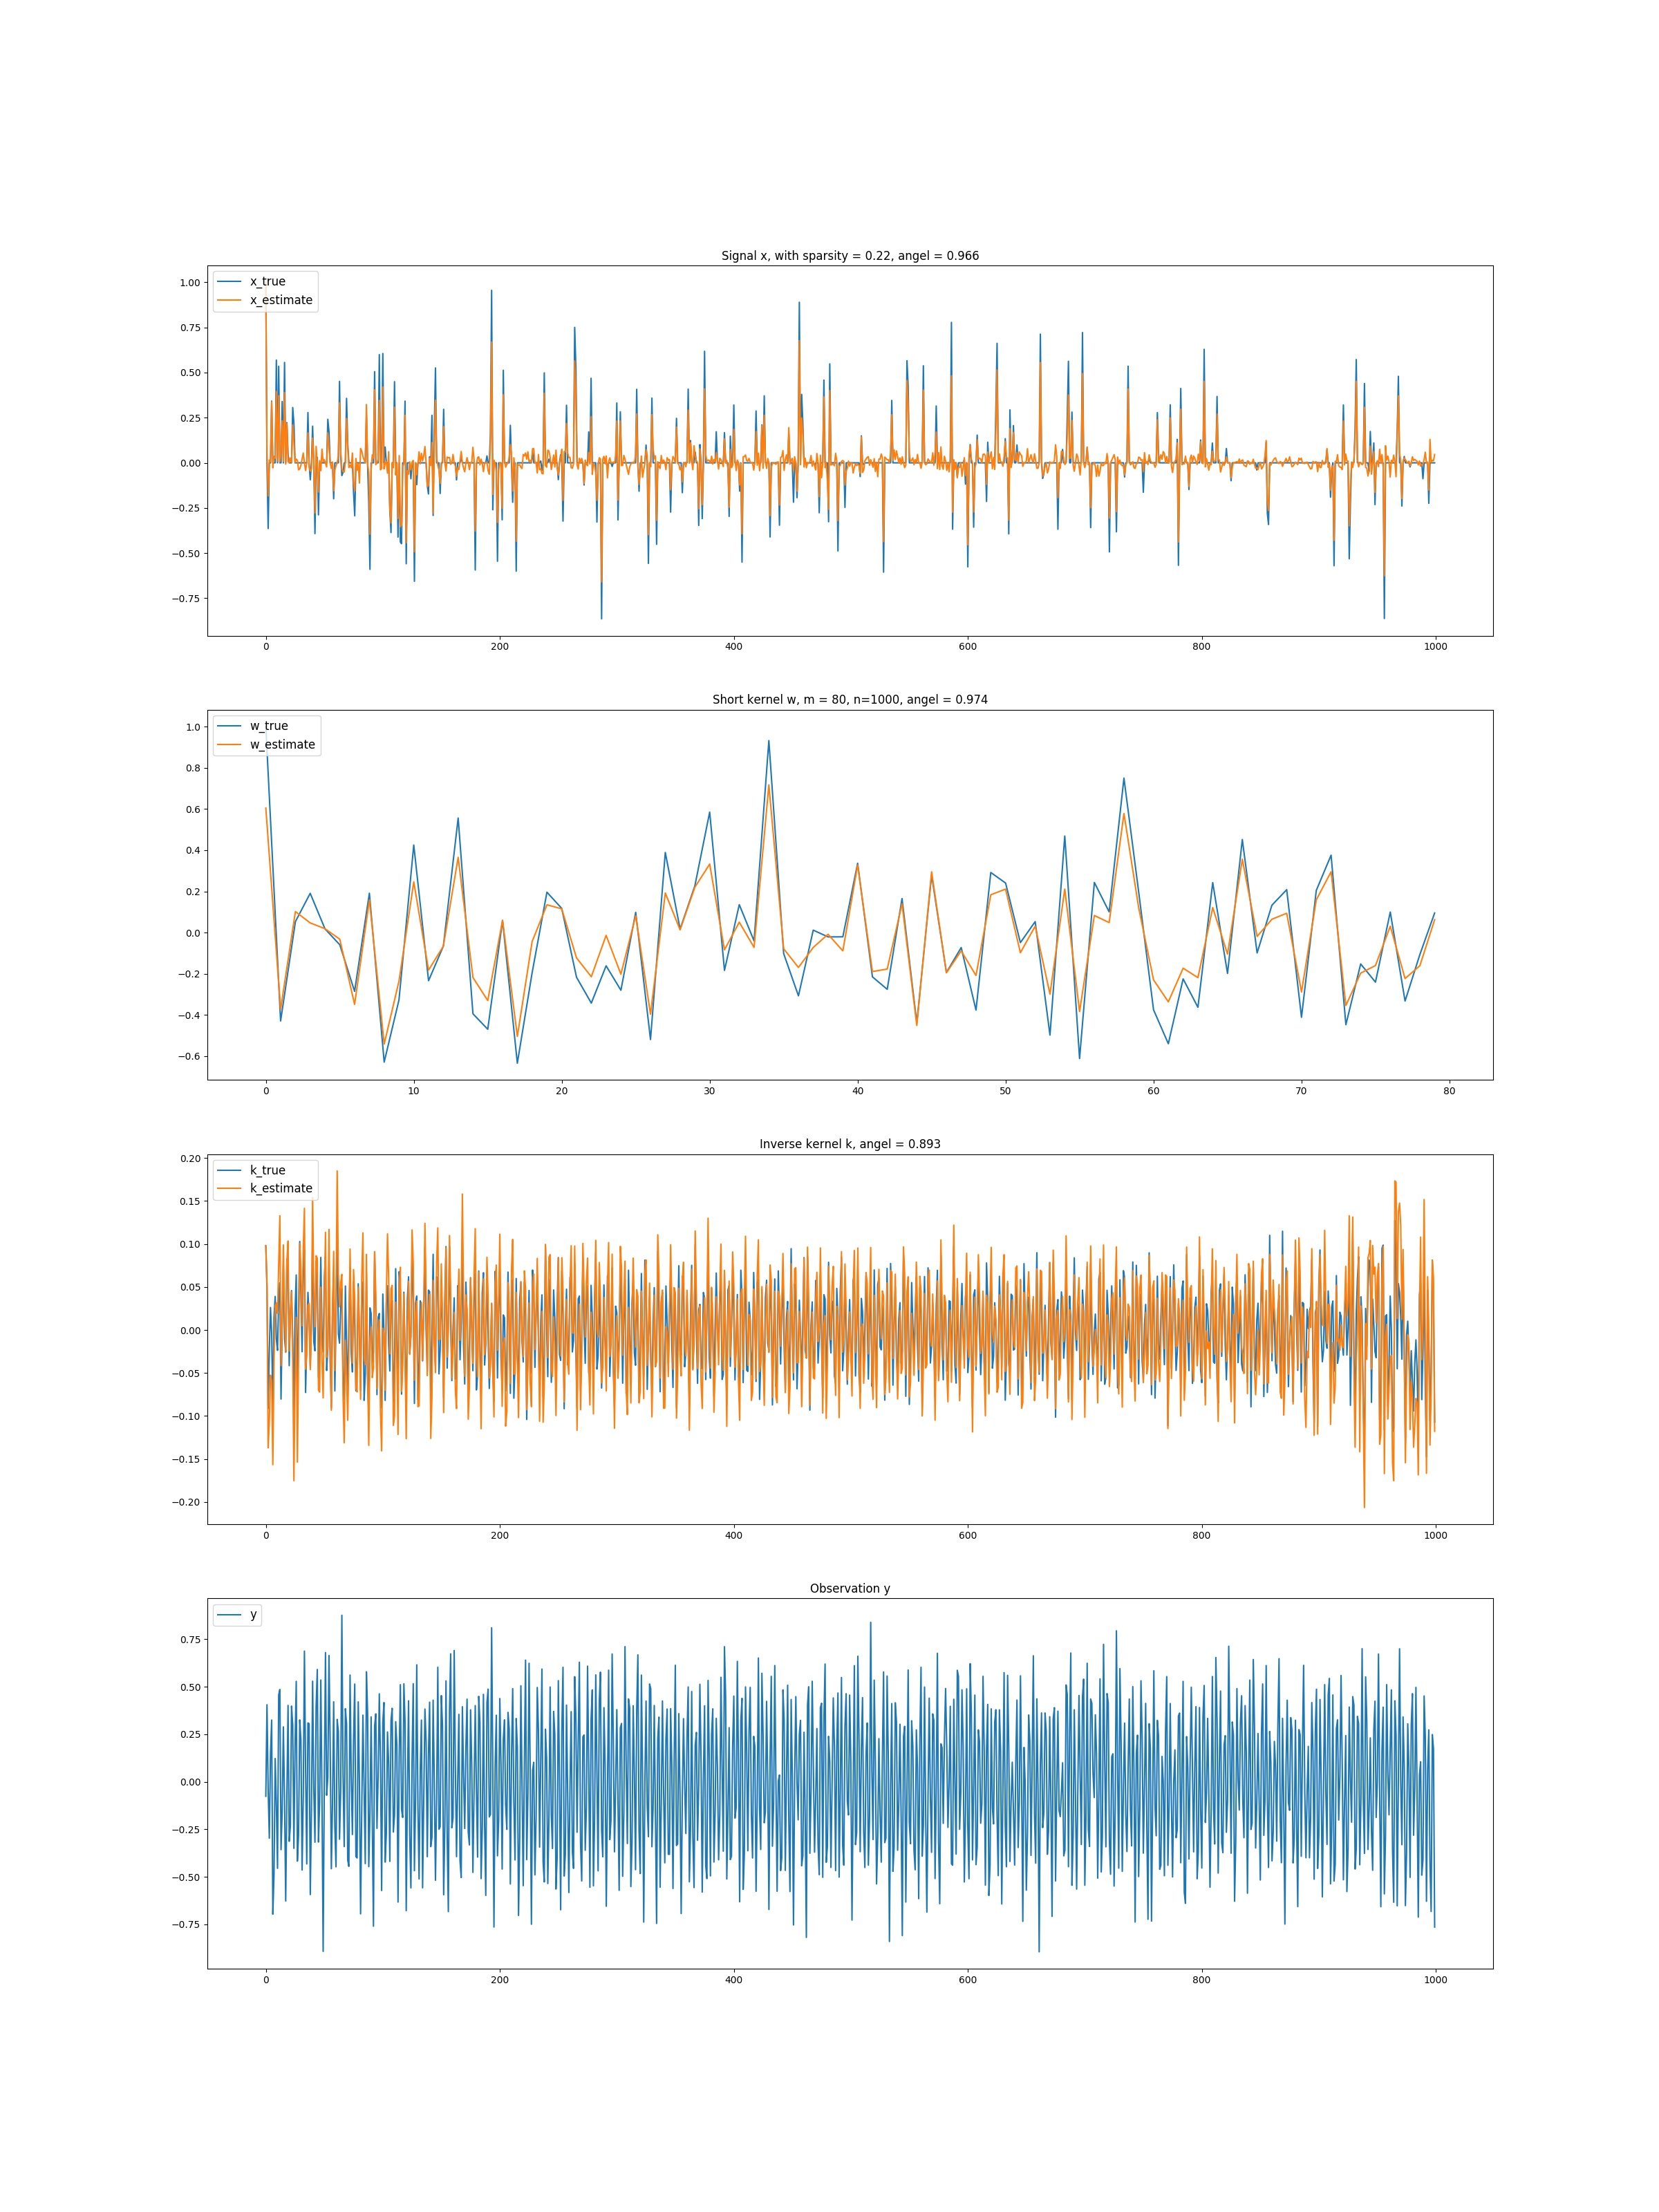 Signal x, with sparsity = 0.22, angel = 0.966
x_true
x_estimate
1.00
0.75
0.50
0.25
0.00
−0.25
−0.50
−0.75
0 200 400 600 800 1000
Short kernel w, m = 80, n=1000, angel = 0.974
w_true
w_estimate
1.0
0.8
0.6
0.4
0.2
0.0
−0.2
−0.4
−0.6
0 10 20 30 40 50 60 70 80
Inverse kernel k, angel = 0.893
k_true
k_estimate
0.20
0.15
0.10
0.05
0.00
−0.05
−0.10
−0.15
−0.20
0 200 400 600 800 1000
Observation y
y
0.75
0.50
0.25
0.00
−0.25
−0.50
−0.75
0 200 400 600 800 1000